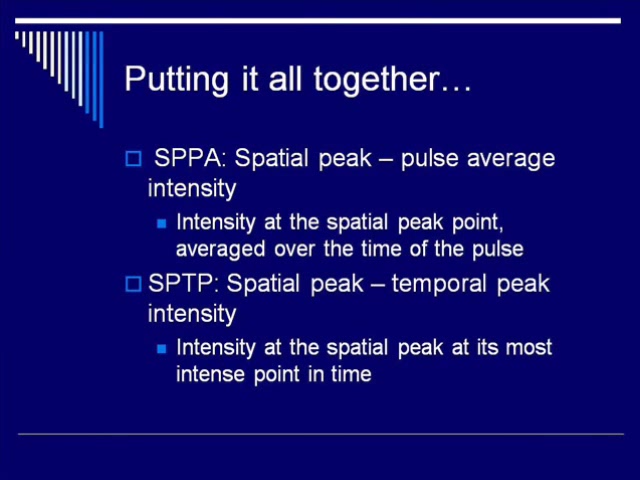 Putting it all together…
SPPA: Spatial peak – pulse average
intensity
Intensity at the spatial peak point,
averaged over the time of the pulse
SPTP: Spatial peak – temporal peak
intensity
Intensity at the spatial peak at its most
intense point in time